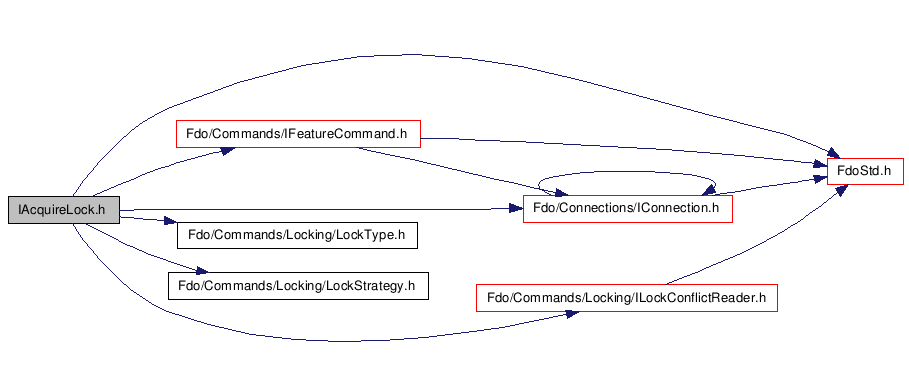 Fdo/Commands/IFeatureCommand.h
FdoStd.h
IAcquireLock.h
Fdo/Connections/IConnection.h
Fdo/Commands/Locking/LockType.h
Fdo/Commands/Locking/LockStrategy.h
Fdo/Commands/Locking/ILockConflictReader.h